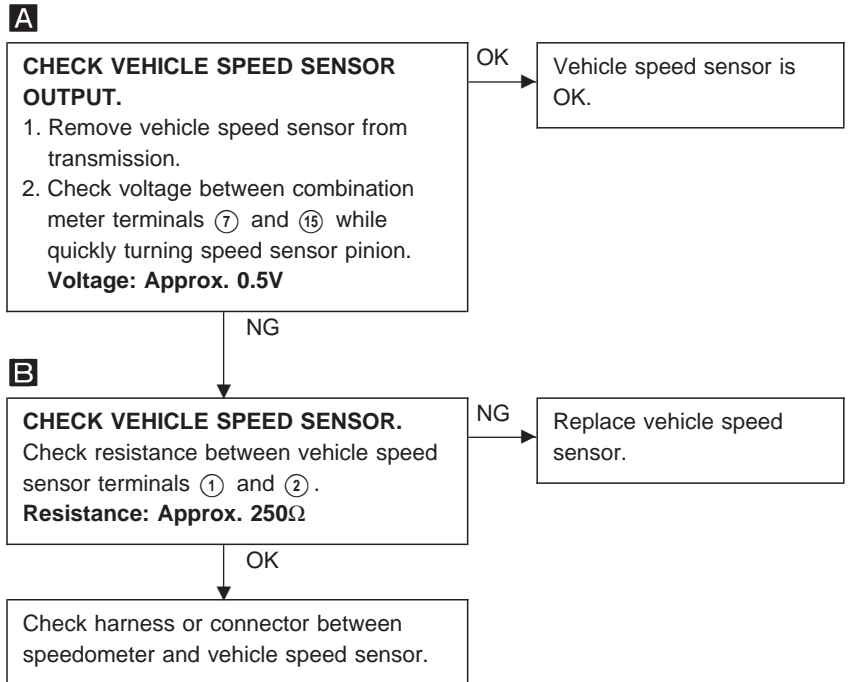 A
CHECK VEHICLE SPEED SENSOR
OUTPUT.
1. Remove vehicle speed sensor from
transmission.
2. Check voltage between combination
meter terminals ⑦ and ⑮ while
quickly turning speed sensor pinion.
Voltage: Approx. 0.5V
OK
Vehicle speed sensor is
OK.
NG
B
CHECK VEHICLE SPEED SENSOR.
Check resistance between vehicle speed
sensor terminals ① and ②.
Resistance: Approx. 250Ω
NG
Replace vehicle speed
sensor.
OK
Check harness or connector between
speedometer and vehicle speed sensor.